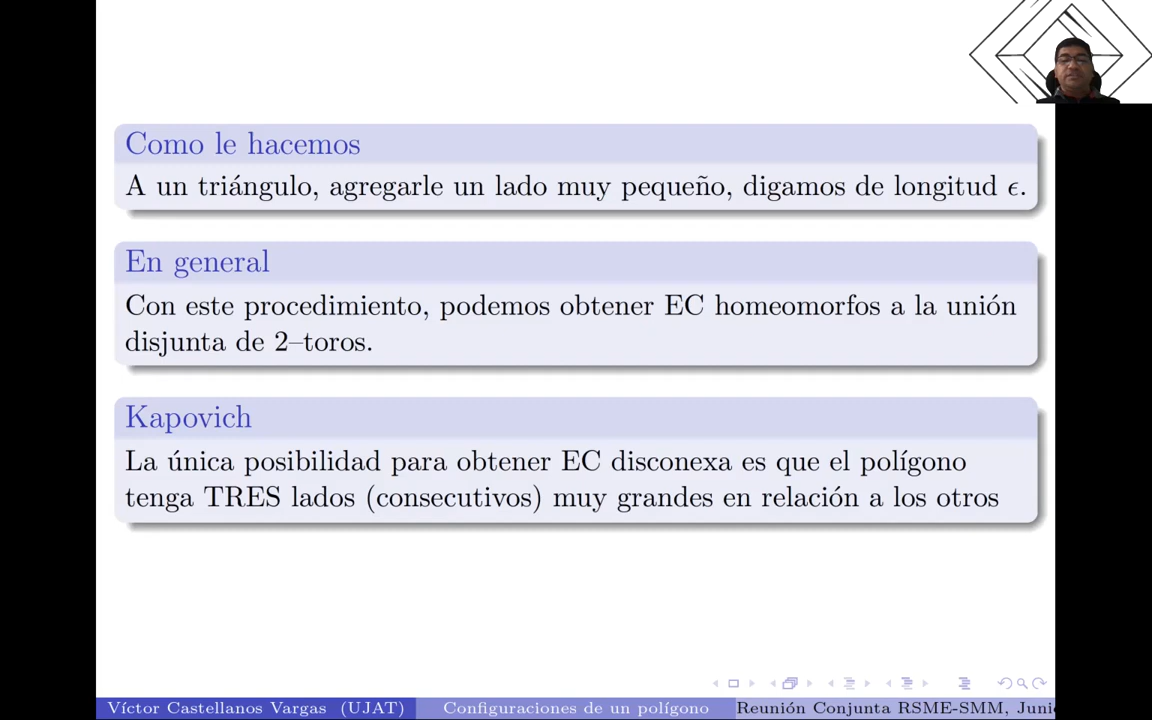 Como le hacemos
A un triángulo, agregarle un lado muy pequeño, digamos de longitud ϵ.
En general
Con este procedimiento, podemos obtener EC homeomorfos a la unión
disjunta de 2–toros.
Kapovich
La única posibilidad para obtener EC disconexa es que el polígono
tenga TRES lados (consecutivos) muy grandes en relación a los otros
Víctor Castellanos Vargas (UJAT) Configuraciones de un polígono Reunión Conjunta RSME-SMM, Juni